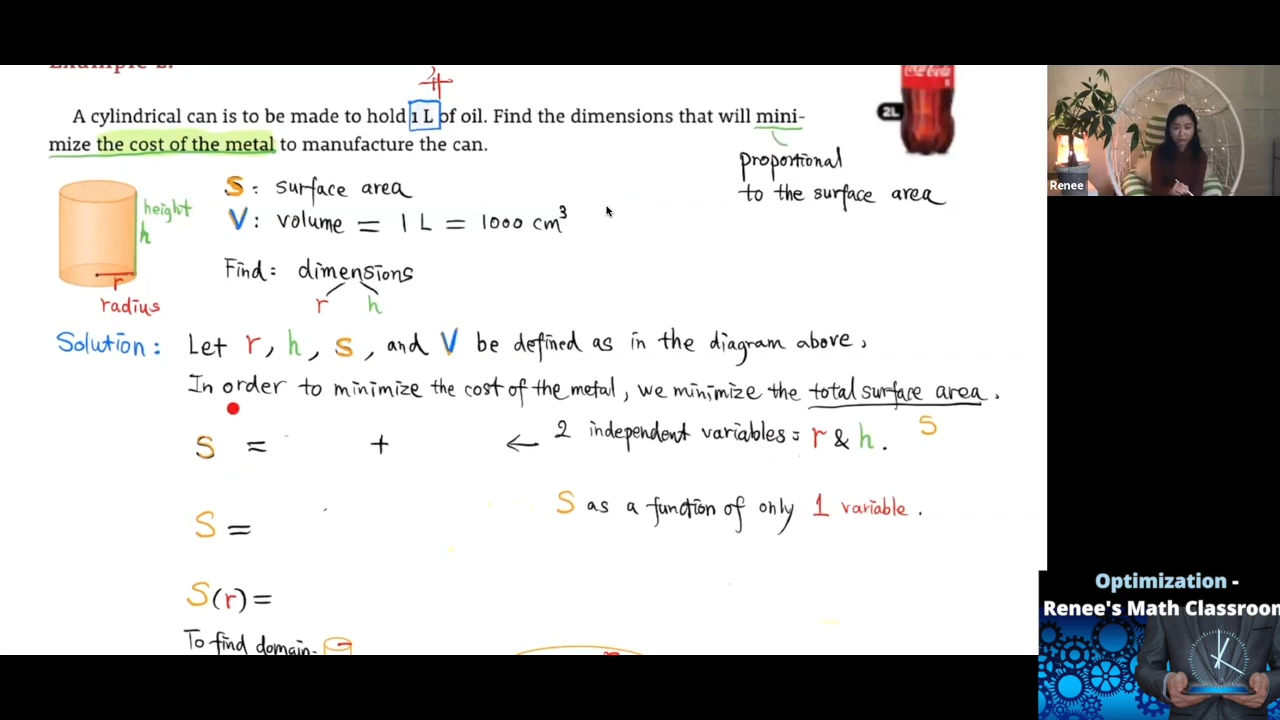 Example 2.
A cylindrical can is to be made to hold 1 L of oil. Find the dimensions that will mini-
mize the cost of the metal to manufacture the can.
Coca-Cola
2L
proportional
to the surface area
height
h
r
radius
S: surface area
V: volume = 1 L = 1000 cm³
Find: dimensions
r h
Solution: Let r, h, S, and V be defined as in the diagram above,
In order to minimize the cost of the metal, we minimize the total surface area.
S
S = + ← 2 independent variables: r & h.
S = S as a function of only 1 variable.
S(r) =
To find domain.
Renee
Optimization -
Renee's Math Classroom